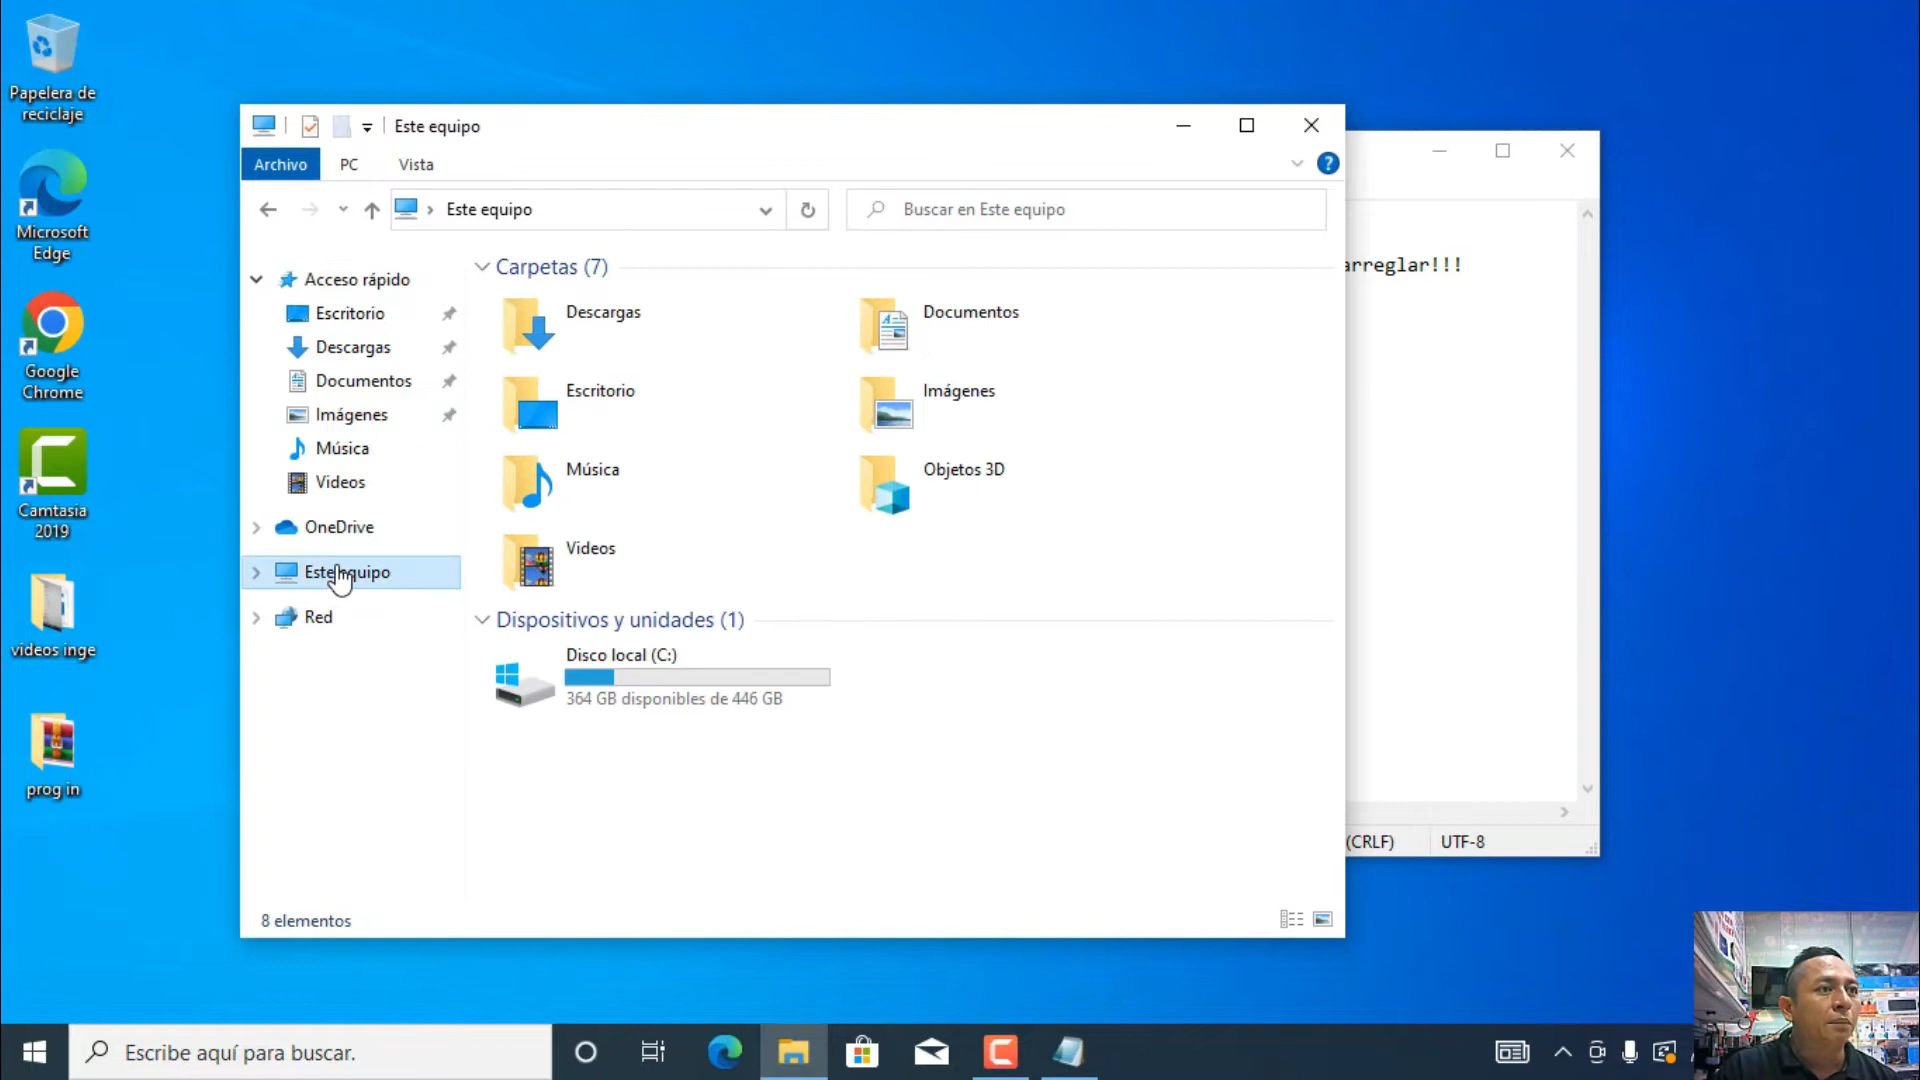 Papelera de
reciclaje
Microsoft
Edge
Google
Chrome
Camtasia
2019
videos inge
prog in
Este equipo
Archivo
PC
Vista
?
Este equipo
Buscar en Este equipo
Acceso rápido
Escritorio
Descargas
Documentos
Imágenes
Música
Videos
OneDrive
Este equipo
Red
Carpetas (7)
Descargas
Documentos
Escritorio
Imágenes
Música
Objetos 3D
Videos
Dispositivos y unidades (1)
Disco local (C:)
364 GB disponibles de 446 GB
8 elementos
arreglar!!!
(CRLF)
UTF-8
Escribe aquí para buscar.